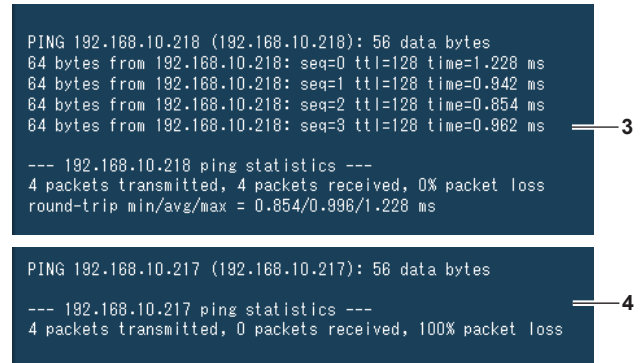 PING 192.168.10.218 (192.168.10.218): 56 data bytes
64 bytes from 192.168.10.218: seq=0 ttl=128 time=1.228 ms
64 bytes from 192.168.10.218: seq=1 ttl=128 time=0.942 ms
64 bytes from 192.168.10.218: seq=2 ttl=128 time=0.854 ms
64 bytes from 192.168.10.218: seq=3 ttl=128 time=0.962 ms
3
--- 192.168.10.218 ping statistics ---
4 packets transmitted, 4 packets received, 0% packet loss
round-trip min/avg/max = 0.854/0.996/1.228 ms
PING 192.168.10.217 (192.168.10.217): 56 data bytes
4
--- 192.168.10.217 ping statistics ---
4 packets transmitted, 0 packets received, 100% packet loss